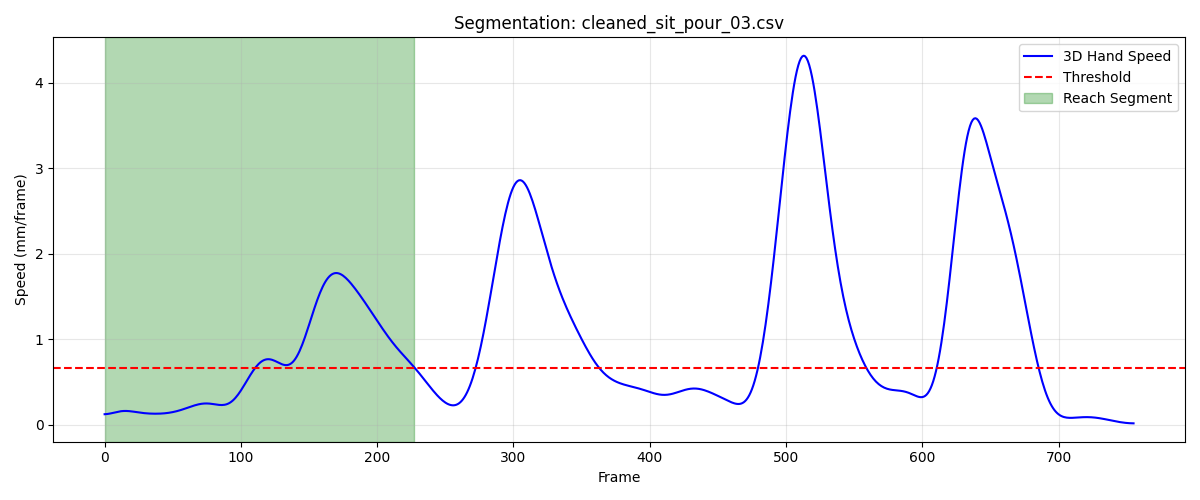 Segmentation: cleaned_sit_pour_03.csv
3D Hand Speed
Threshold
Reach Segment
Speed (mm/frame)
4
3
2
1
0
0 100 200 300 400 500 600 700
Frame